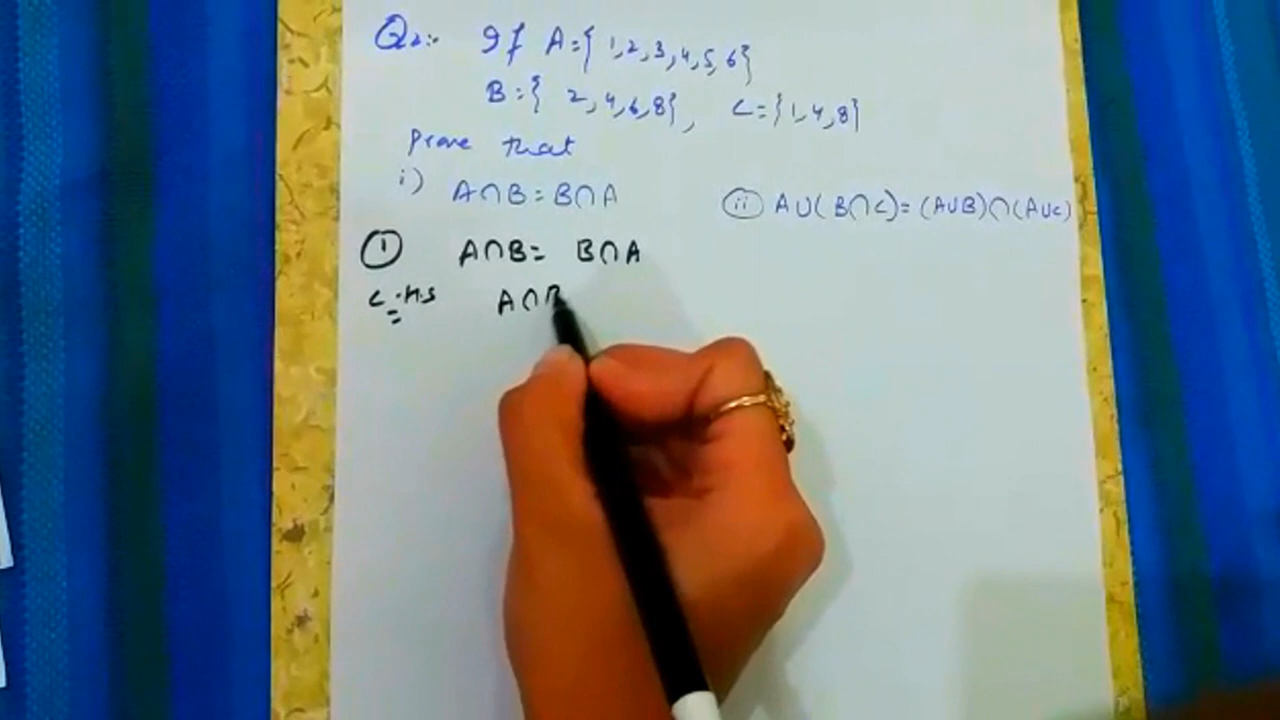 Q2:- If A={ 1,2,3,4,5,6}
B={ 2,4,6,8}, C={1,4,8}
Prove that
i) A∩B=B∩A
ii A∪(B∩C)=(A∪B)∩(A∪C)
1 A∩B= B∩A
L.H.S A∩B